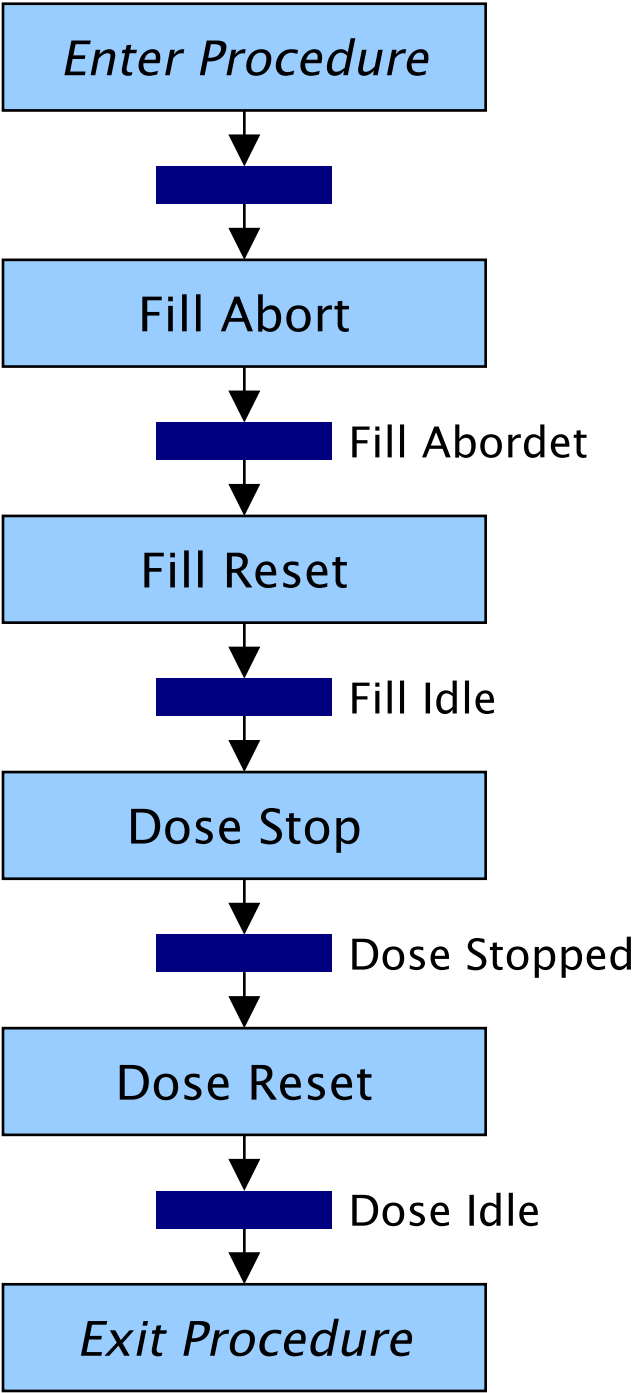 Enter Procedure
Fill Abort
Fill Abordet
Fill Reset
Fill Idle
Dose Stop
Dose Stopped
Dose Reset
Dose Idle
Exit Procedure